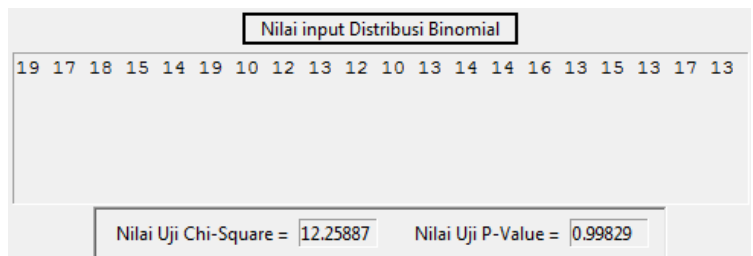 Nilai input Distribusi Binomial
19 17 18 15 14 19 10 12 13 12 10 13 14 14 16 13 15 13 17 13
Nilai Uji Chi-Square = 12.25887 Nilai Uji P-Value = 0.99829